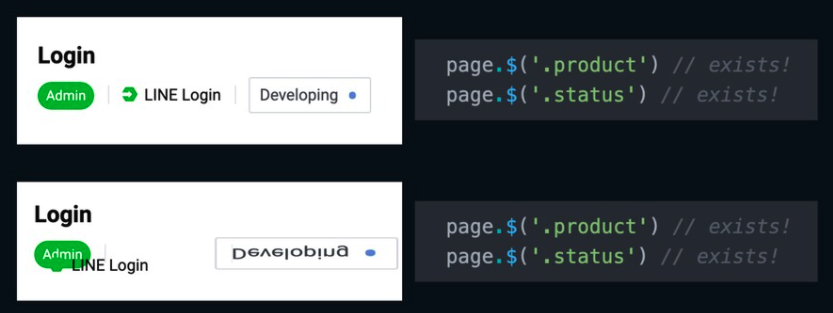 Login
Admin LINE Login Developing
page.$('.product') // exists!
page.$('.status') // exists!
Login
Admin LINE Login Developing
page.$('.product') // exists!
page.$('.status') // exists!